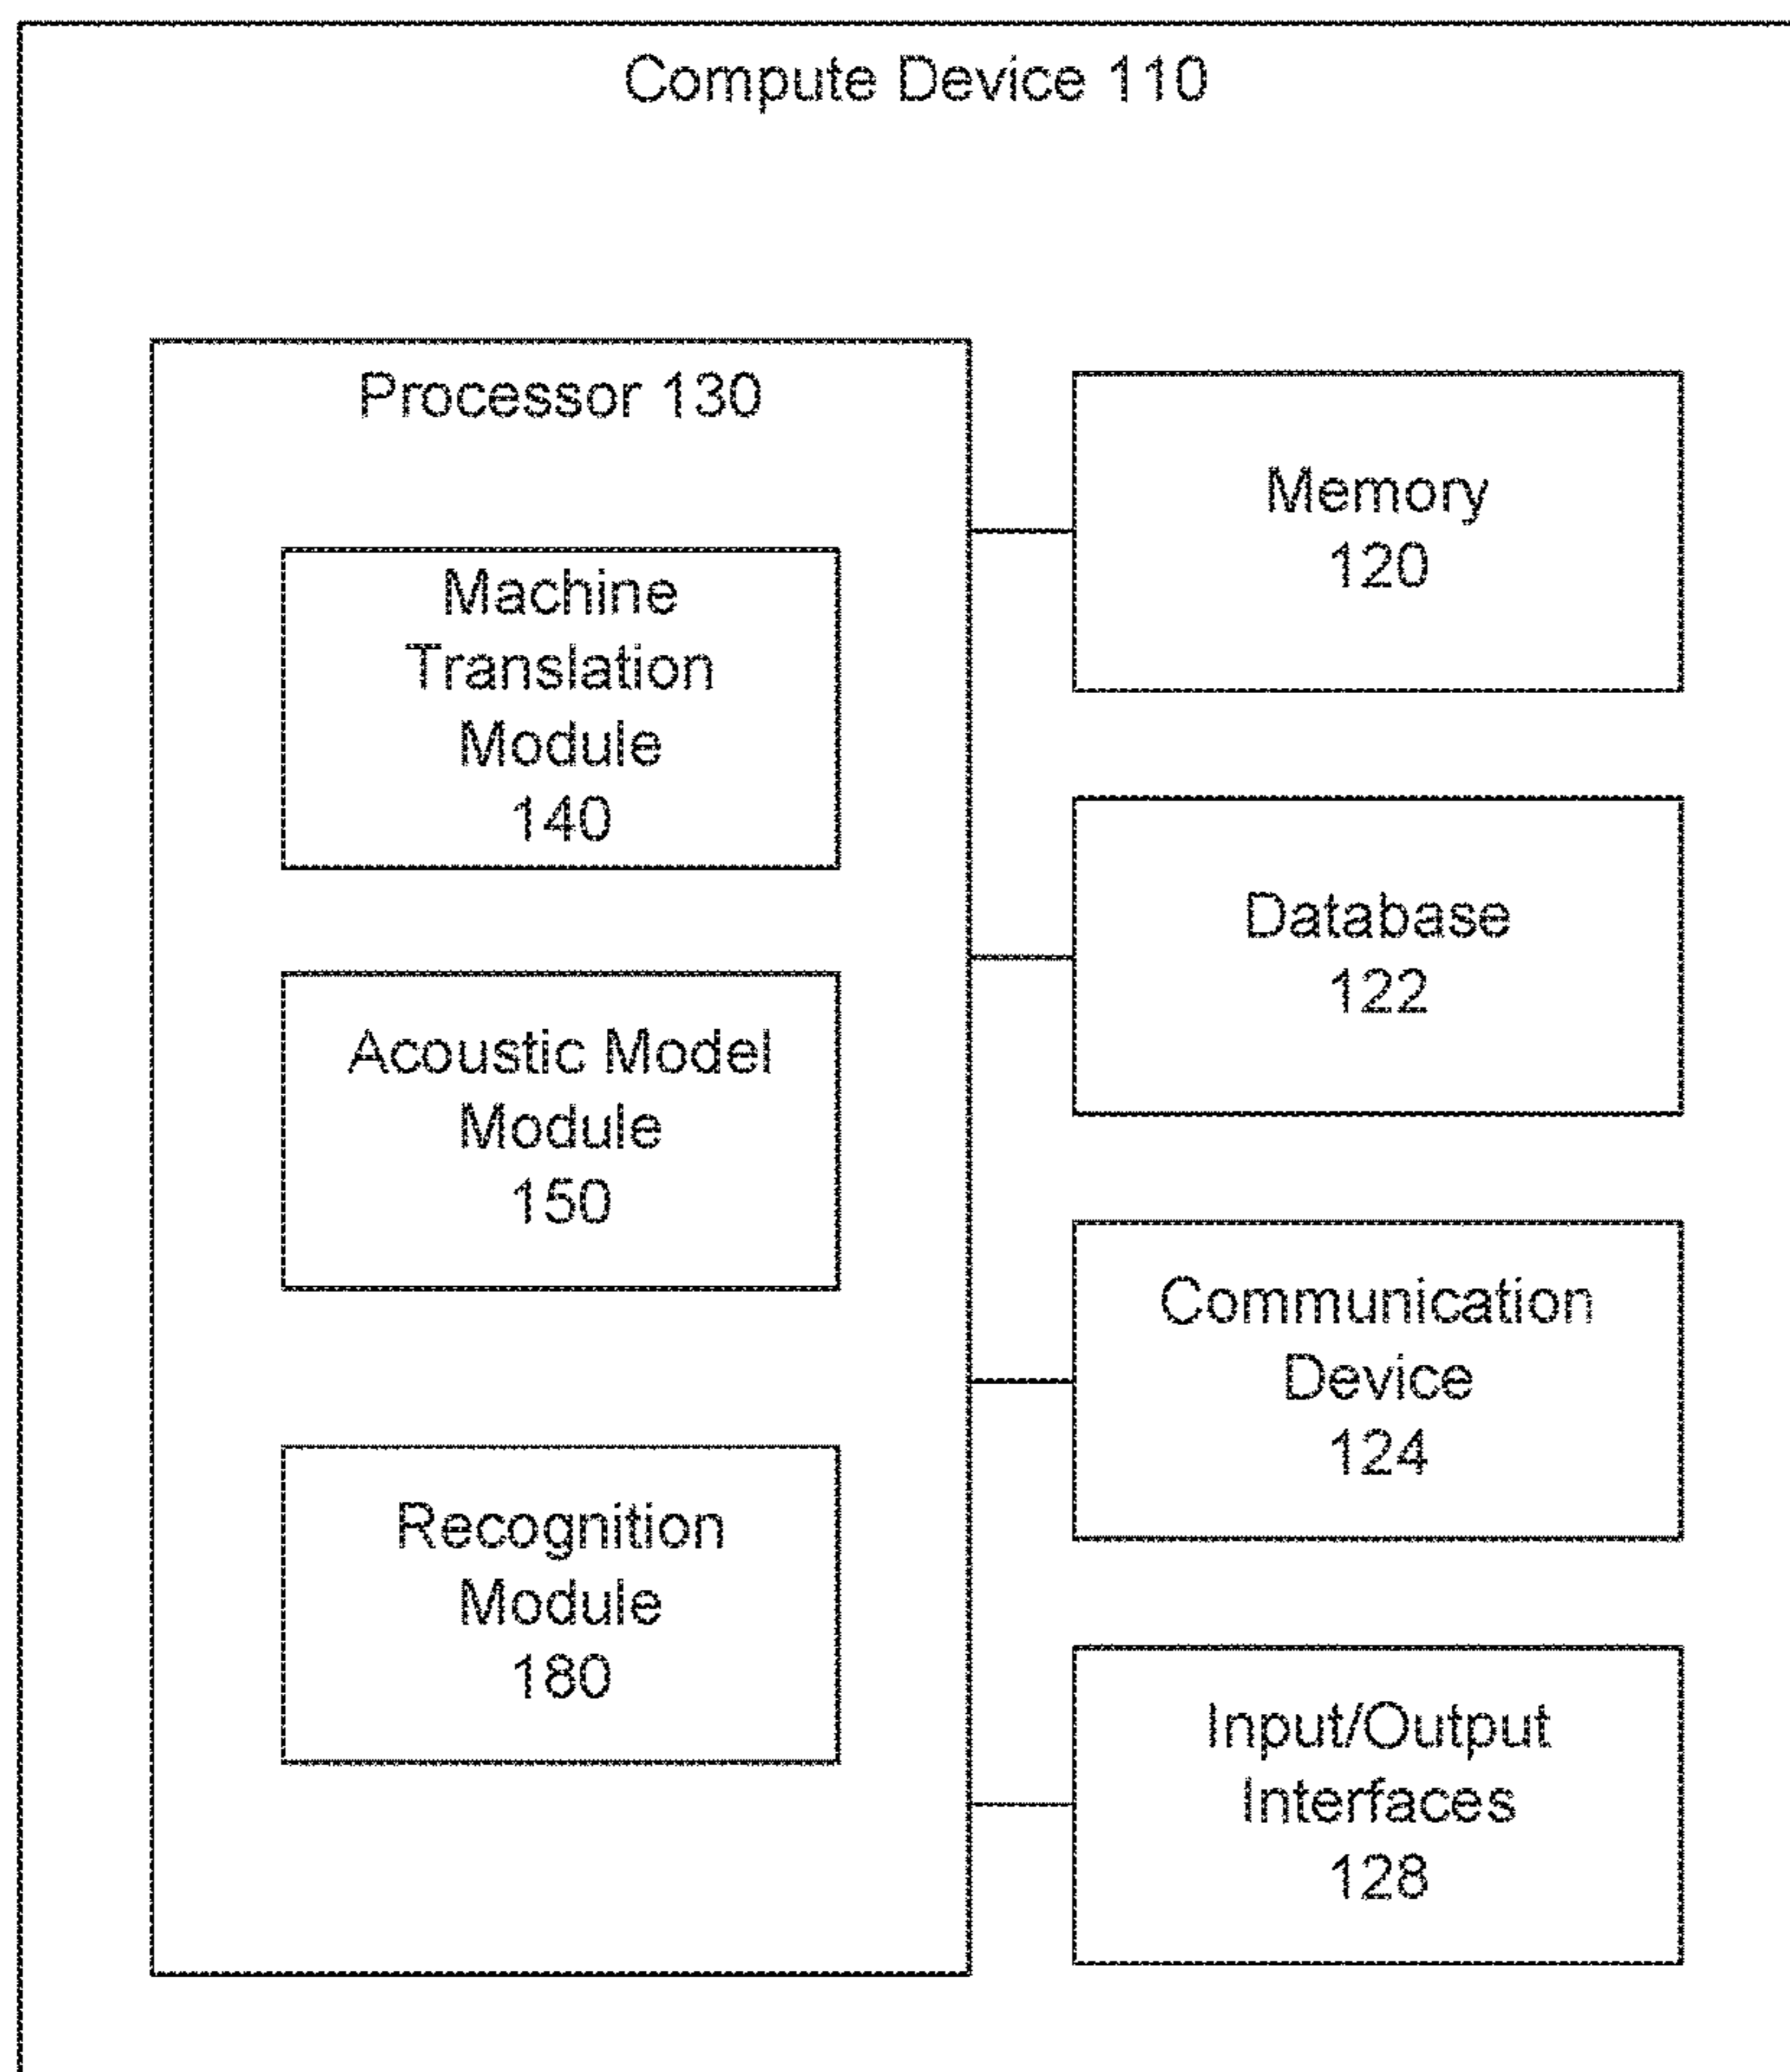 Compute Device 110
Processor 130
Machine
Translation
Module
140
Acoustic Model
Module
150
Recognition
Module
180
Memory
120
Database
122
Communication
Device
124
Input/Output
Interfaces
128